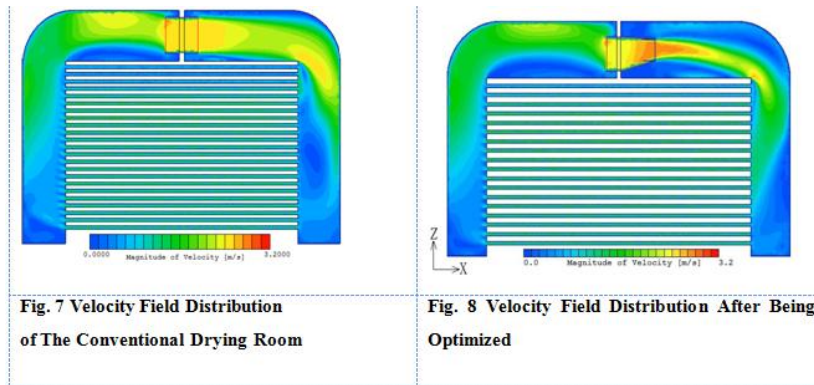 0.0000
3.2000
Magnitude of Velocity [m/s]
Z
X
0.0
3.2
Magnitude of Velocity [m/s]
Fig. 7 Velocity Field Distribution
of The Conventional Drying Room
Fig. 8 Velocity Field Distribution After Being
Optimized